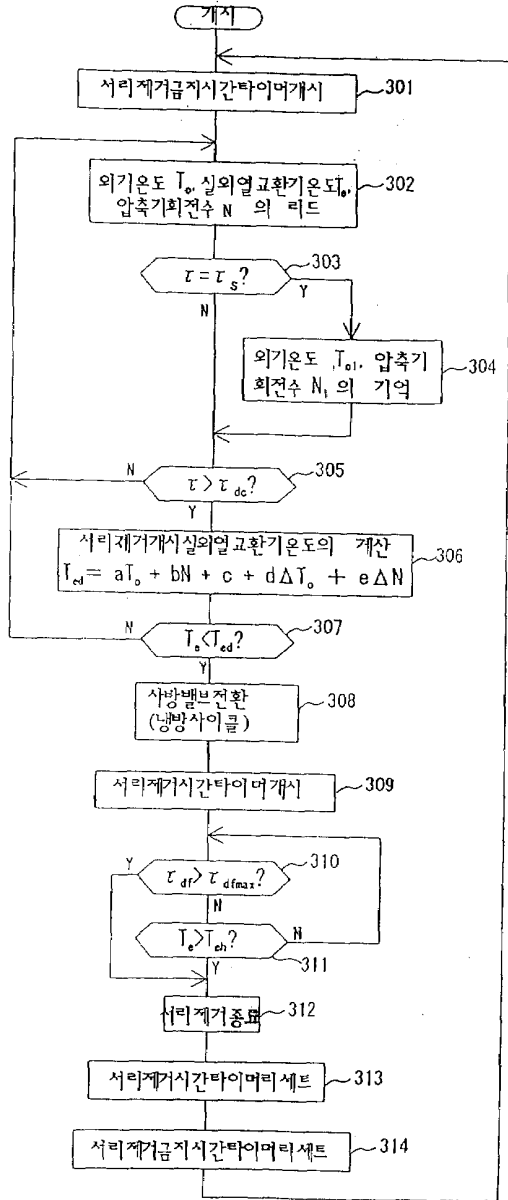 개시
서리제거금지시간타이머개시
301
외기온도 T₀, 실외열교환기온도Tₑ,
압축기회전수 N 의 리드
302
τ = τ s?
303
Y
N
외기온도 ,T₀₁, 압축기
회전수 N₁ 의 기억
304
τ > τ dc?
305
N
Y
서리제거개시실외열교환기온도의 계산
Ted = aT₀ + bN + c + dΔT₀ + eΔN
306
Te<Ted?
307
N
Y
사방밸브전환
(냉방사이클)
308
서리제거시간타이머개시
309
τ df > τ dfmax?
310
Y
N
Te>Teh?
311
N
Y
서리제거종료
312
서리제거시간타이머리세트
313
서리제거금지시간타이머리세트
314